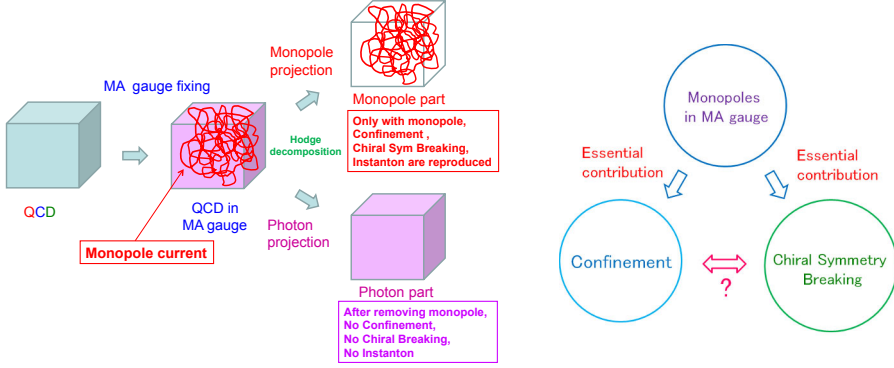 MA gauge fixing
QCD
Monopole current
QCD in
MA gauge
Monopole
projection
Hodge
decomposition
Photon
projection
Monopole part
Only with monopole,
Confinement ,
Chiral Sym Breaking,
Instanton are reproduced
Photon part
After removing monopole,
No Confinement,
No Chiral Breaking,
No Instanton
Monopoles
in MA gauge
Essential
contribution
Essential
contribution
Confinement
?
Chiral Symmetry
Breaking